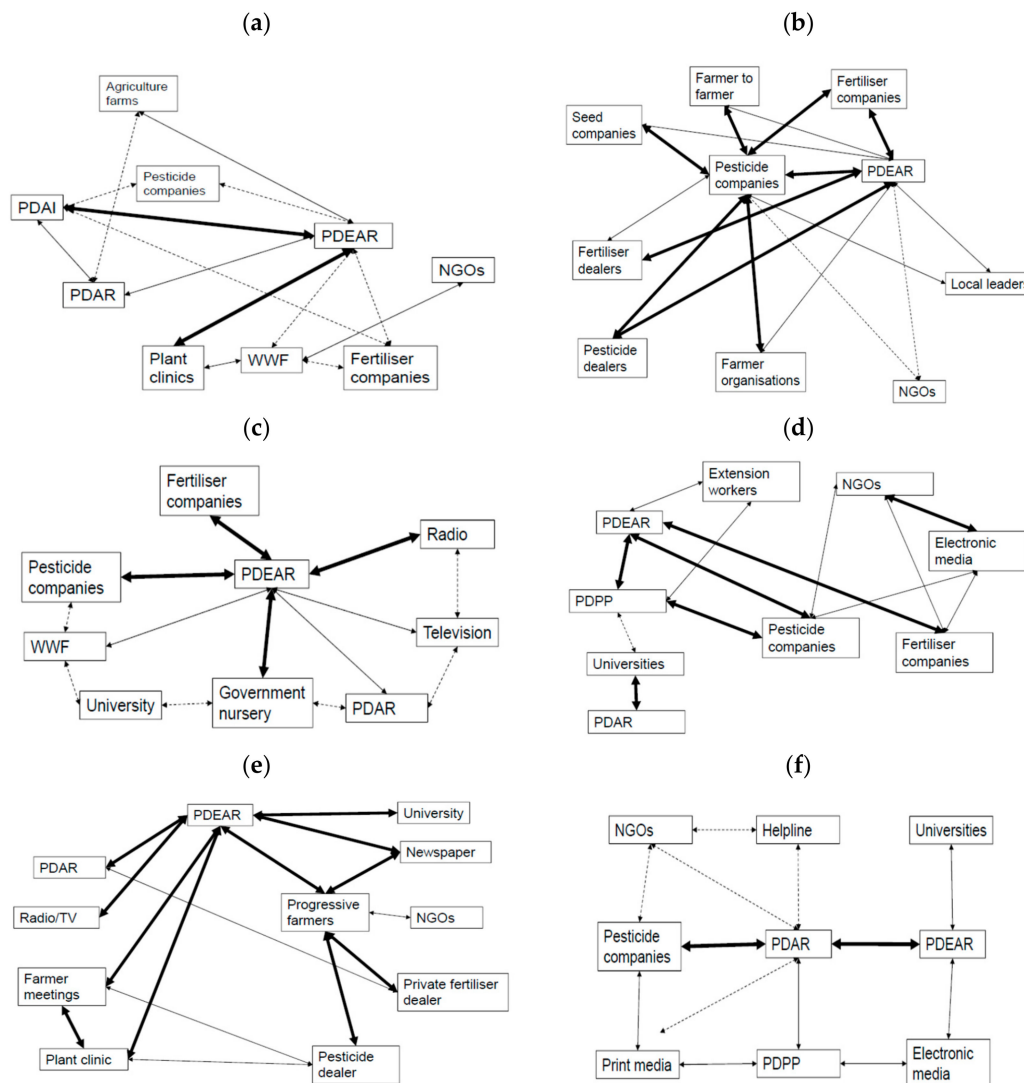 (a)
Agriculture
farms
Pesticide
companies
PDAI
PDEAR
PDAR
NGOs
Plant
clinics
WWF
Fertiliser
companies
(b)
Farmer to
farmer
Fertiliser
companies
Seed
companies
Pesticide
companies
PDEAR
Fertiliser
dealers
Local leaders
Pesticide
dealers
Farmer
organisations
NGOs
(c)
Fertiliser
companies
Radio
Pesticide
companies
PDEAR
WWF
Television
University
Government
nursery
PDAR
(d)
Extension
workers
NGOs
PDEAR
Electronic
media
PDPP
Pesticide
companies
Fertiliser
companies
Universities
PDAR
(e)
PDEAR
University
Newspaper
PDAR
Progressive
farmers
NGOs
Radio/TV
Farmer
meetings
Private fertiliser
dealer
Plant clinic
Pesticide
dealer
(f)
NGOs
Helpline
Universities
Pesticide
companies
PDAR
PDEAR
Print media
PDPP
Electronic
media